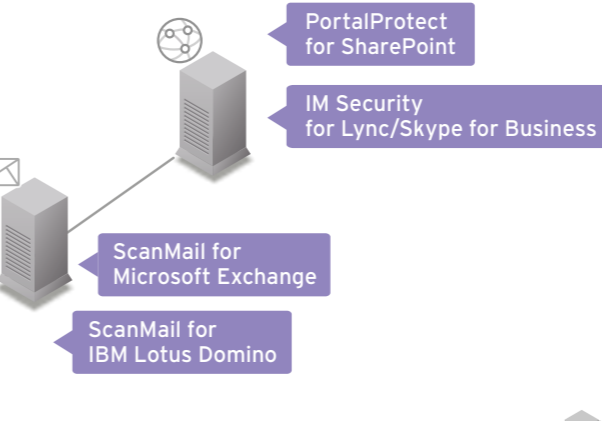 PortalProtect
for SharePoint
IM Security
for Lync/Skype for Business
ScanMail for
Microsoft Exchange
ScanMail for
IBM Lotus Domino